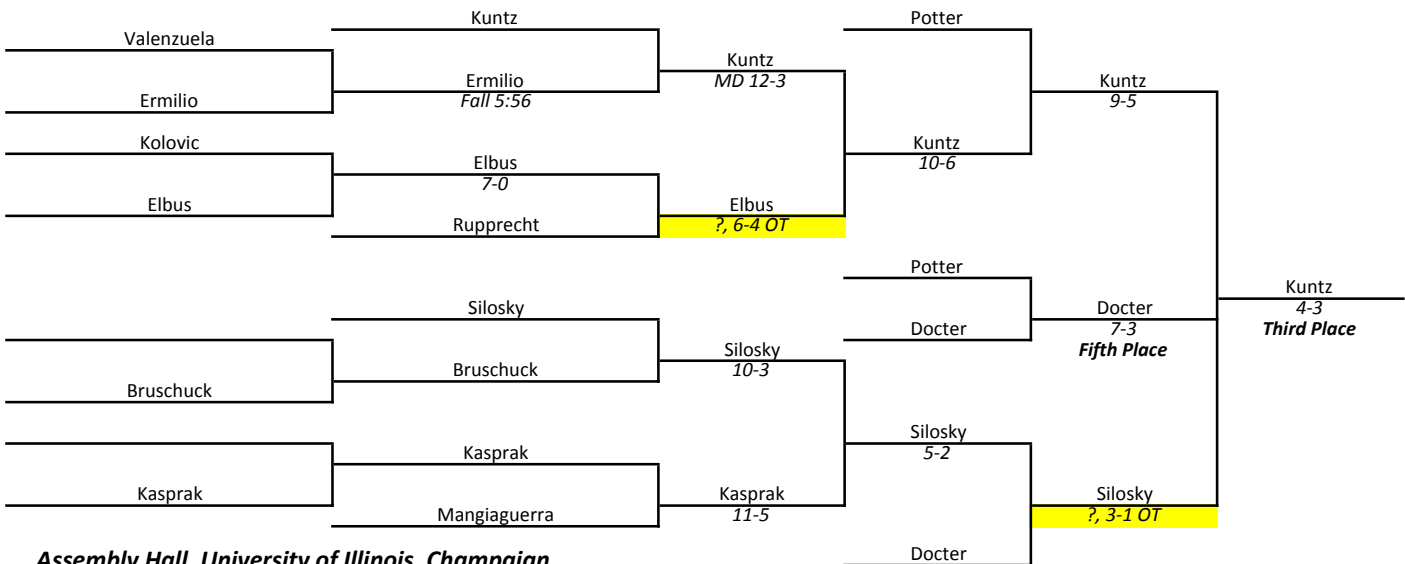 Kuntz
Potter
Valenzuela
Kuntz
Ermilio
MD 12-3
Kuntz
Ermilio
Fall 5:56
9-5
Kolovic
Kuntz
Elbus
10-6
7-0
Elbus
Elbus
Rupprecht
?, 6-4 OT
Potter
Kuntz
Silosky
Docter
4-3
Docter
7-3
Third Place
Silosky
Fifth Place
Bruschuck
10-3
Bruschuck
Silosky
Kasprak
5-2
Kasprak
Kasprak
Silosky
Mangiaguerra
11-5
?, 3-1 OT
Docter
Assembly Hall, University of Illinois, Champaign